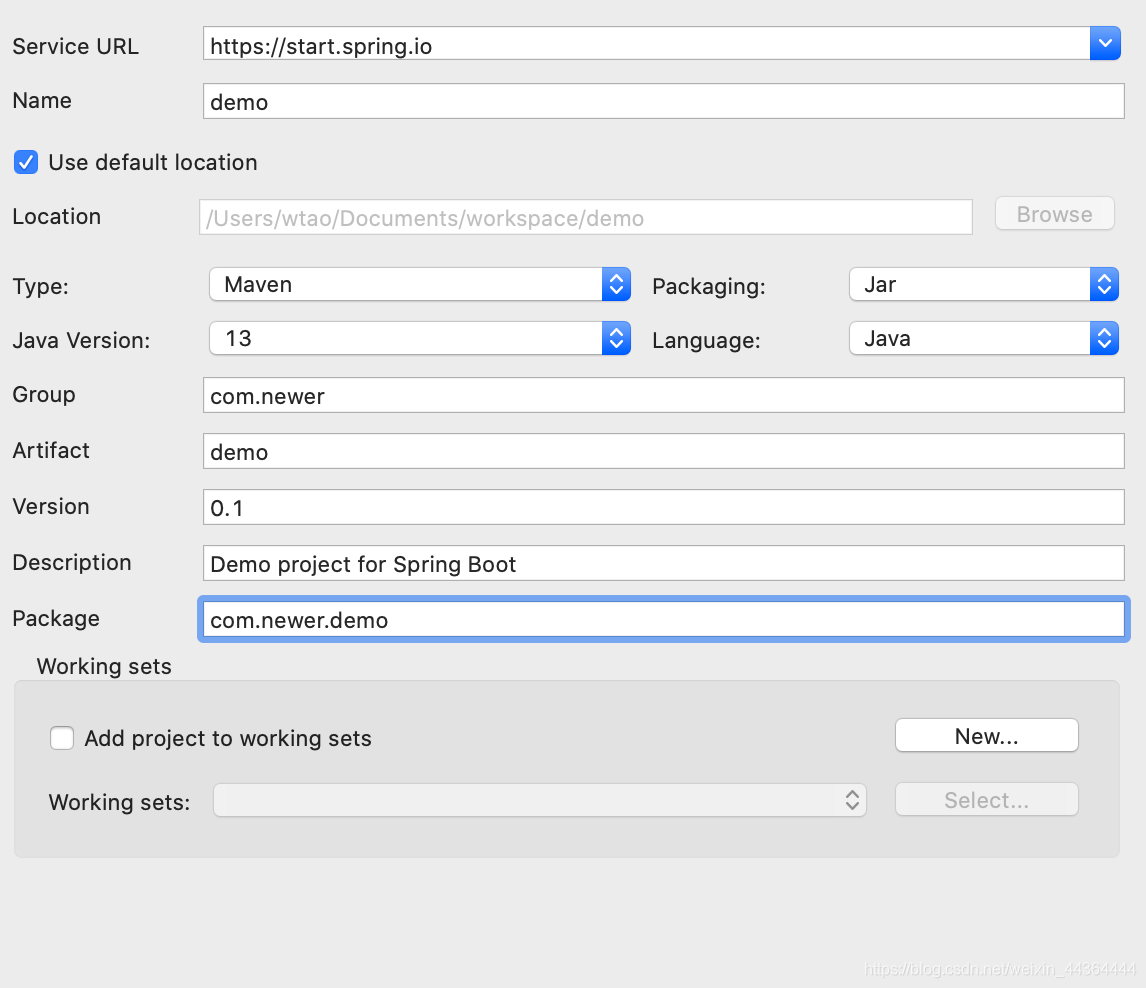 Service URL https://start.spring.io
Name demo
Use default location
Location /Users/wtao/Documents/workspace/demo Browse
Type: Maven Packaging: Jar
Java Version: 13 Language: Java
Group com.newer
Artifact demo
Version 0.1
Description Demo project for Spring Boot
Package com.newer.demo
Working sets
Add project to working sets New...
Working sets: Select...
https://blog.csdn.net/weixin_44364444